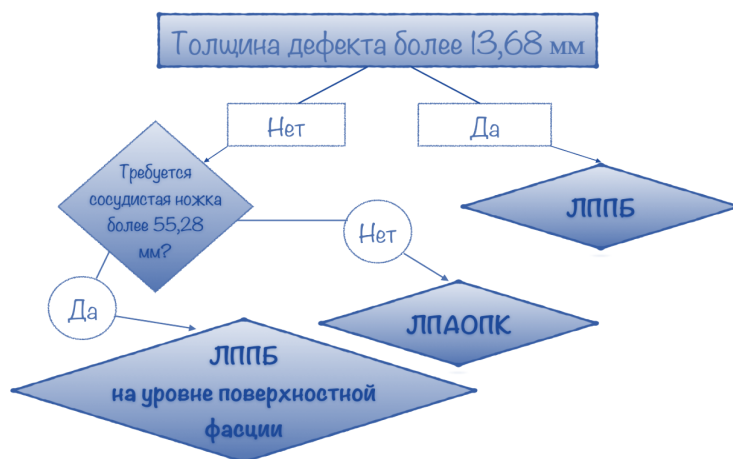 Толщина дефекта более 13,68 мм
Нет
Да
Требуется
сосудистая ножка
более 55,28
мм?
ЛППБ
Нет
Да
ЛПДОПК
ЛППБ
на уровне поверхностной
фасции